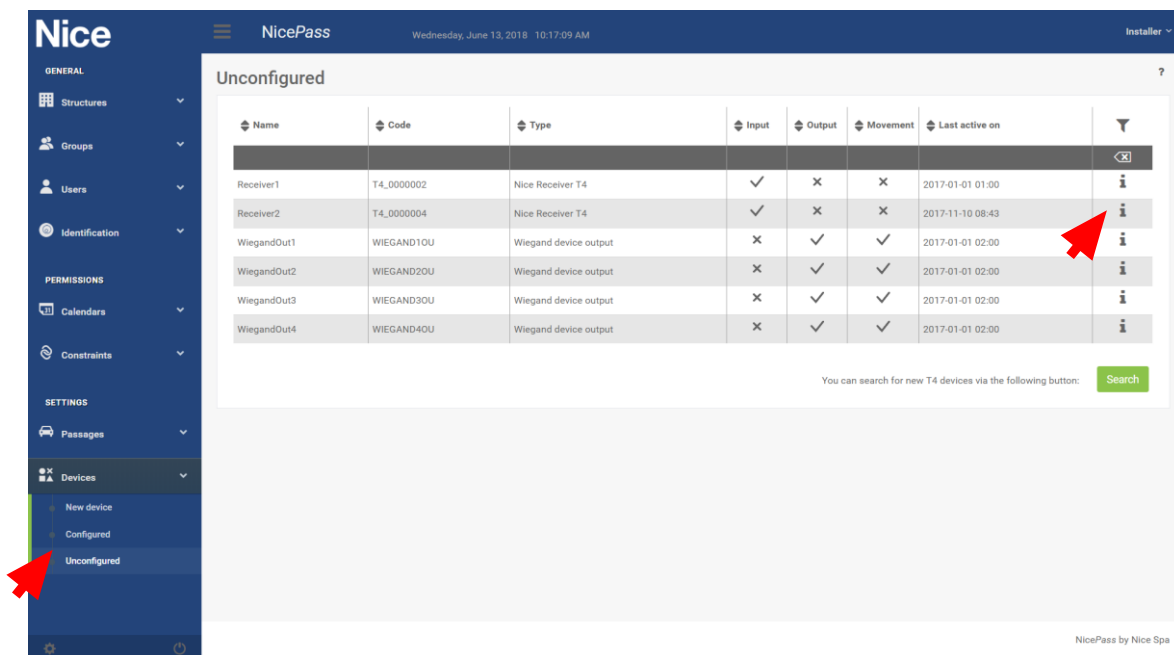 Nice
NicePass
Wednesday, June 13, 2018 10:17:09 AM
Installer
GENERAL
Structures
Groups
Users
Identification
PERMISSIONS
Calendars
Constraints
SETTINGS
Passages
Devices
New device
Configured
Unconfigured
Unconfigured
?
Name Code Type Input Output Movement Last active on
Receiver1 T4_0000002 Nice Receiver T4 2017-01-01 01:00
Receiver2 T4_0000004 Nice Receiver T4 2017-11-10 08:43
WiegandOut1 WIEGAND1OU Wiegand device output 2017-01-01 02:00
WiegandOut2 WIEGAND2OU Wiegand device output 2017-01-01 02:00
WiegandOut3 WIEGAND3OU Wiegand device output 2017-01-01 02:00
WiegandOut4 WIEGAND4OU Wiegand device output 2017-01-01 02:00
You can search for new T4 devices via the following button: Search
NicePass by Nice Spa